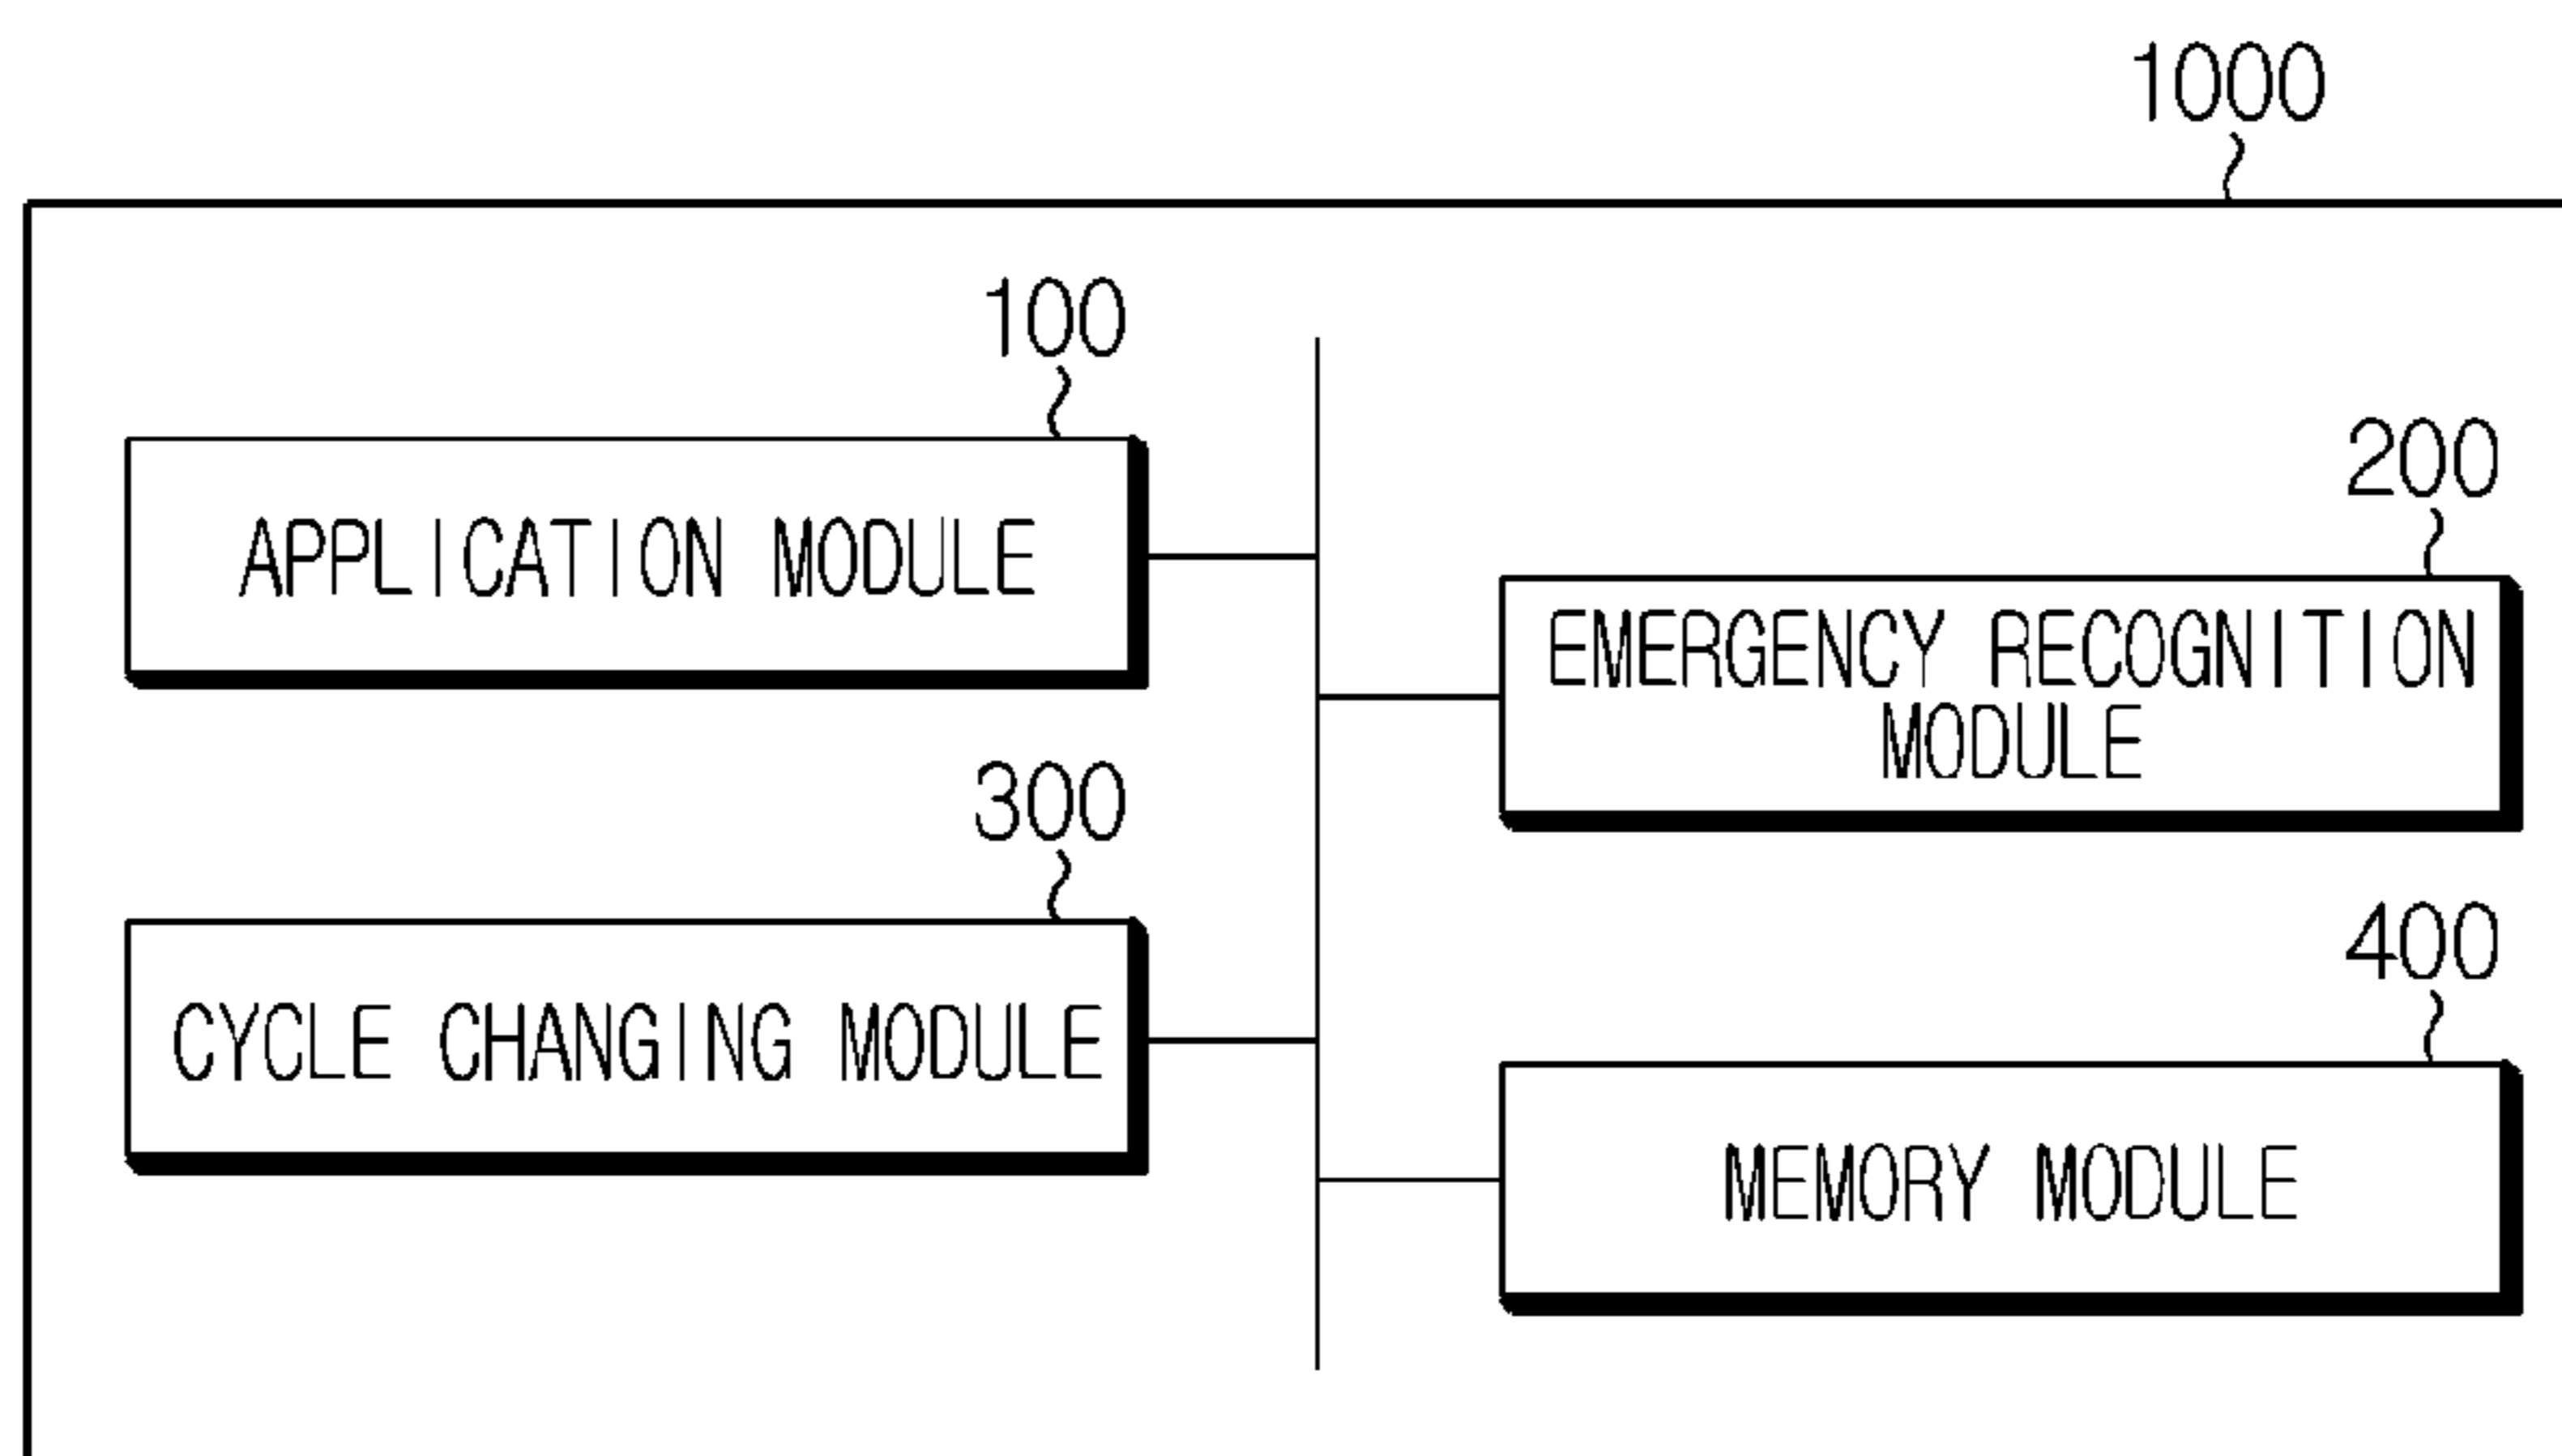 1000
100
APPLICATION MODULE
200
EMERGENCY RECOGNITION
MODULE
300
CYCLE CHANGING MODULE
400
MEMORY MODULE